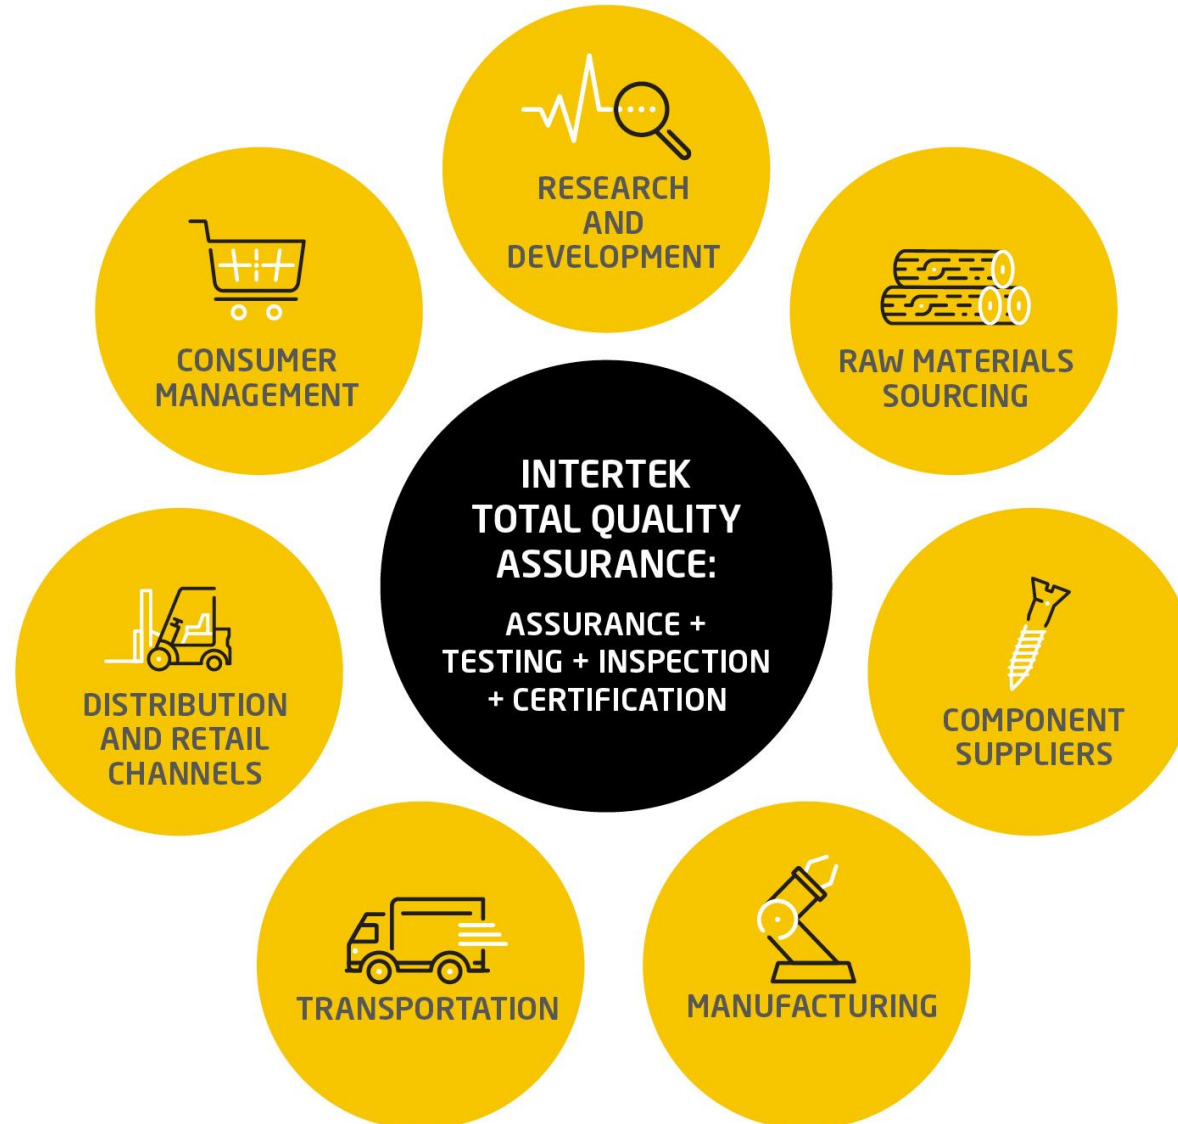 RESEARCH
AND
DEVELOPMENT
RAW MATERIALS
SOURCING
COMPONENT
SUPPLIERS
MANUFACTURING
TRANSPORTATION
DISTRIBUTION
AND RETAIL
CHANNELS
CONSUMER
MANAGEMENT
INTERTEK
TOTAL QUALITY
ASSURANCE:
ASSURANCE +
TESTING + INSPECTION
+ CERTIFICATION